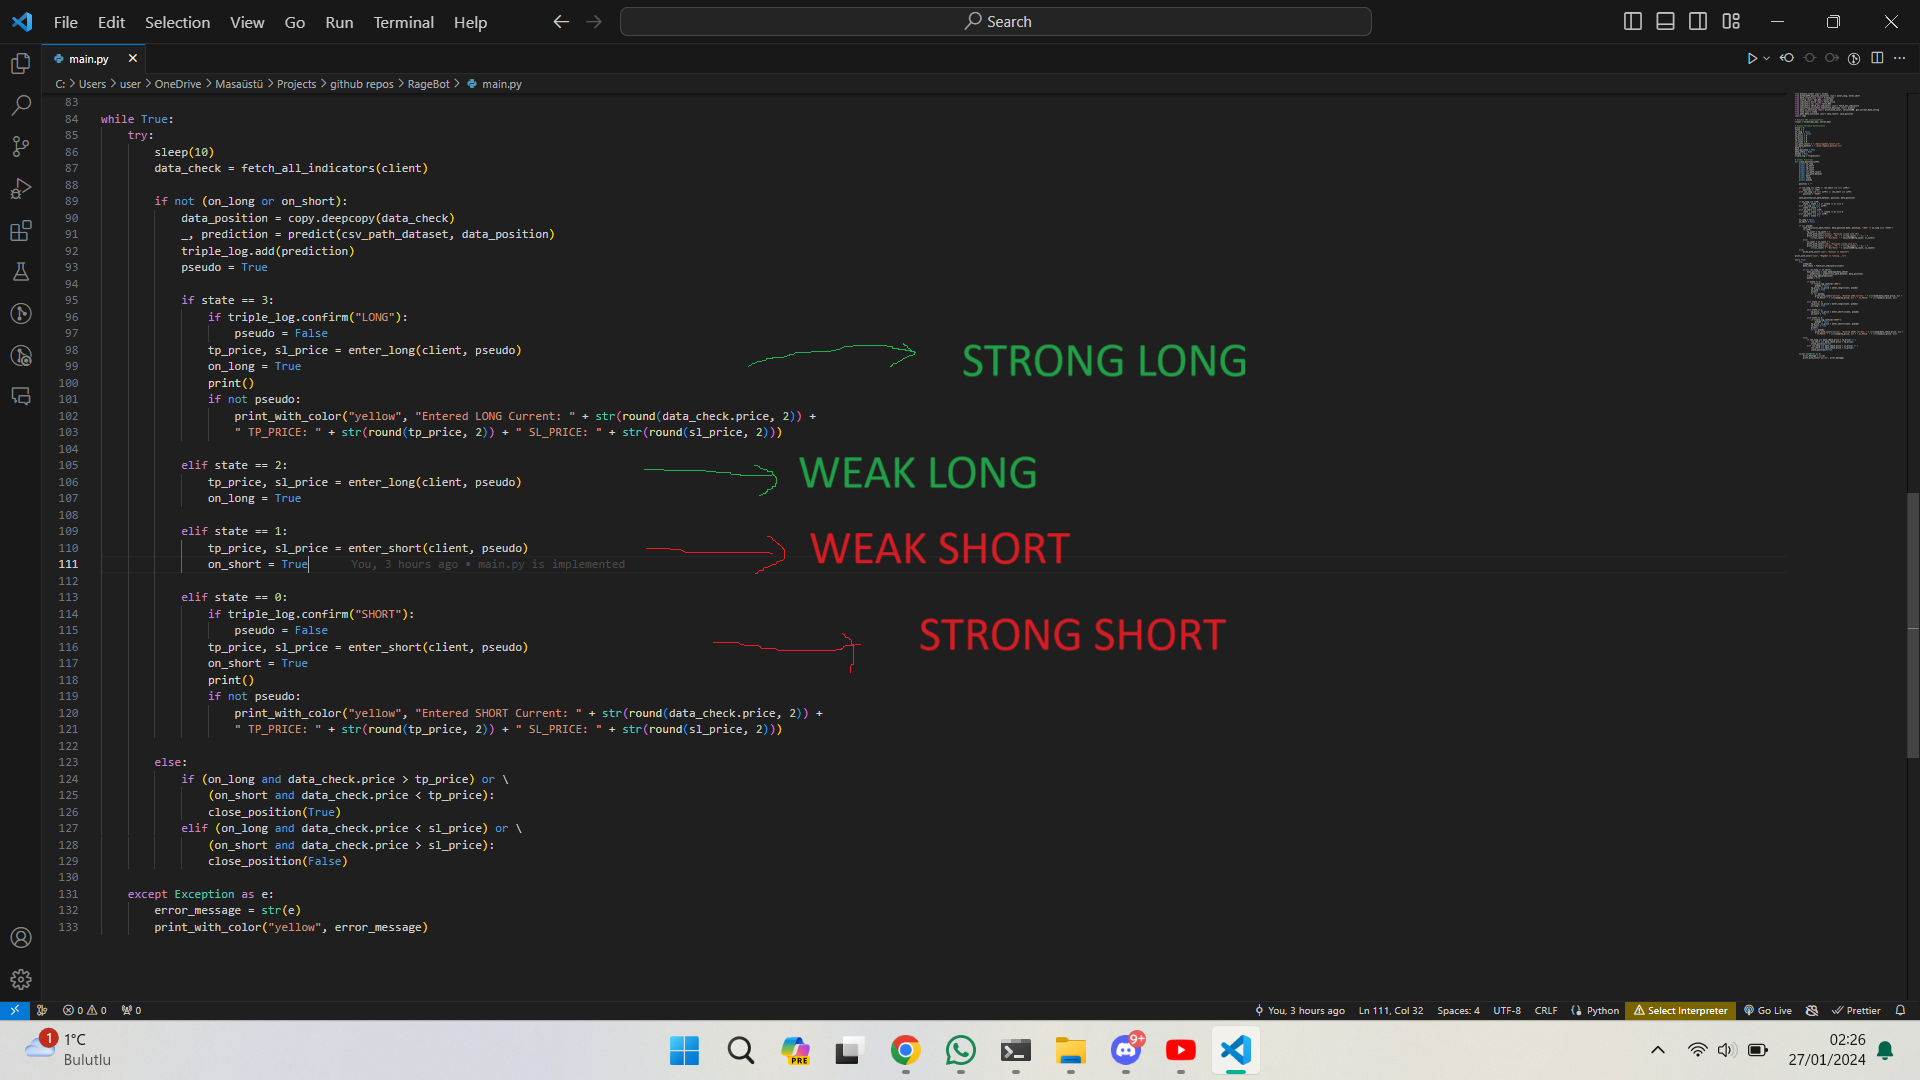 File Edit Selection View Go Run Terminal Help
Search
main.py
C: > Users > user > OneDrive > Masaüstü > Projects > github repos > RageBot > main.py
83
84 while True:
85 try:
86 sleep(10)
87 data_check = fetch_all_indicators(client)
88
89 if not (on_long or on_short):
90 data_position = copy.deepcopy(data_check)
91 _, prediction = predict(csv_path_dataset, data_position)
92 triple_log.add(prediction)
93 pseudo = True
94
95 if state == 3:
96 if triple_log.confirm("LONG"):
97 pseudo = False
98 tp_price, sl_price = enter_long(client, pseudo)
STRONG LONG
99 on_long = True
100 print()
101 if not pseudo:
102 print_with_color("yellow", "Entered LONG Current: " + str(round(data_check.price, 2)) +
103 " TP_PRICE: " + str(round(tp_price, 2)) + " SL_PRICE: " + str(round(sl_price, 2)))
104
105 elif state == 2:
WEAK LONG
106 tp_price, sl_price = enter_long(client, pseudo)
107 on_long = True
108
109 elif state == 1:
110 tp_price, sl_price = enter_short(client, pseudo)
WEAK SHORT
111 on_short = True You, 3 hours ago • main.py is implemented
112
113 elif state == 0:
114 if triple_log.confirm("SHORT"):
115 pseudo = False
STRONG SHORT
116 tp_price, sl_price = enter_short(client, pseudo)
117 on_short = True
118 print()
119 if not pseudo:
120 print_with_color("yellow", "Entered SHORT Current: " + str(round(data_check.price, 2)) +
121 " TP_PRICE: " + str(round(tp_price, 2)) + " SL_PRICE: " + str(round(sl_price, 2)))
122
123 else:
124 if (on_long and data_check.price > tp_price) or \
125 (on_short and data_check.price < tp_price):
126 close_position(True)
127 elif (on_long and data_check.price < sl_price) or \
128 (on_short and data_check.price > sl_price):
129 close_position(False)
130
131 except Exception as e:
132 error_message = str(e)
133 print_with_color("yellow", error_message)
0 0 0 You, 3 hours ago Ln 111, Col 32 Spaces: 4 UTF-8 CRLF Python Select Interpreter Go Live Prettier
1 1°C
Bulutlu
PRE
9+
02:26
27/01/2024